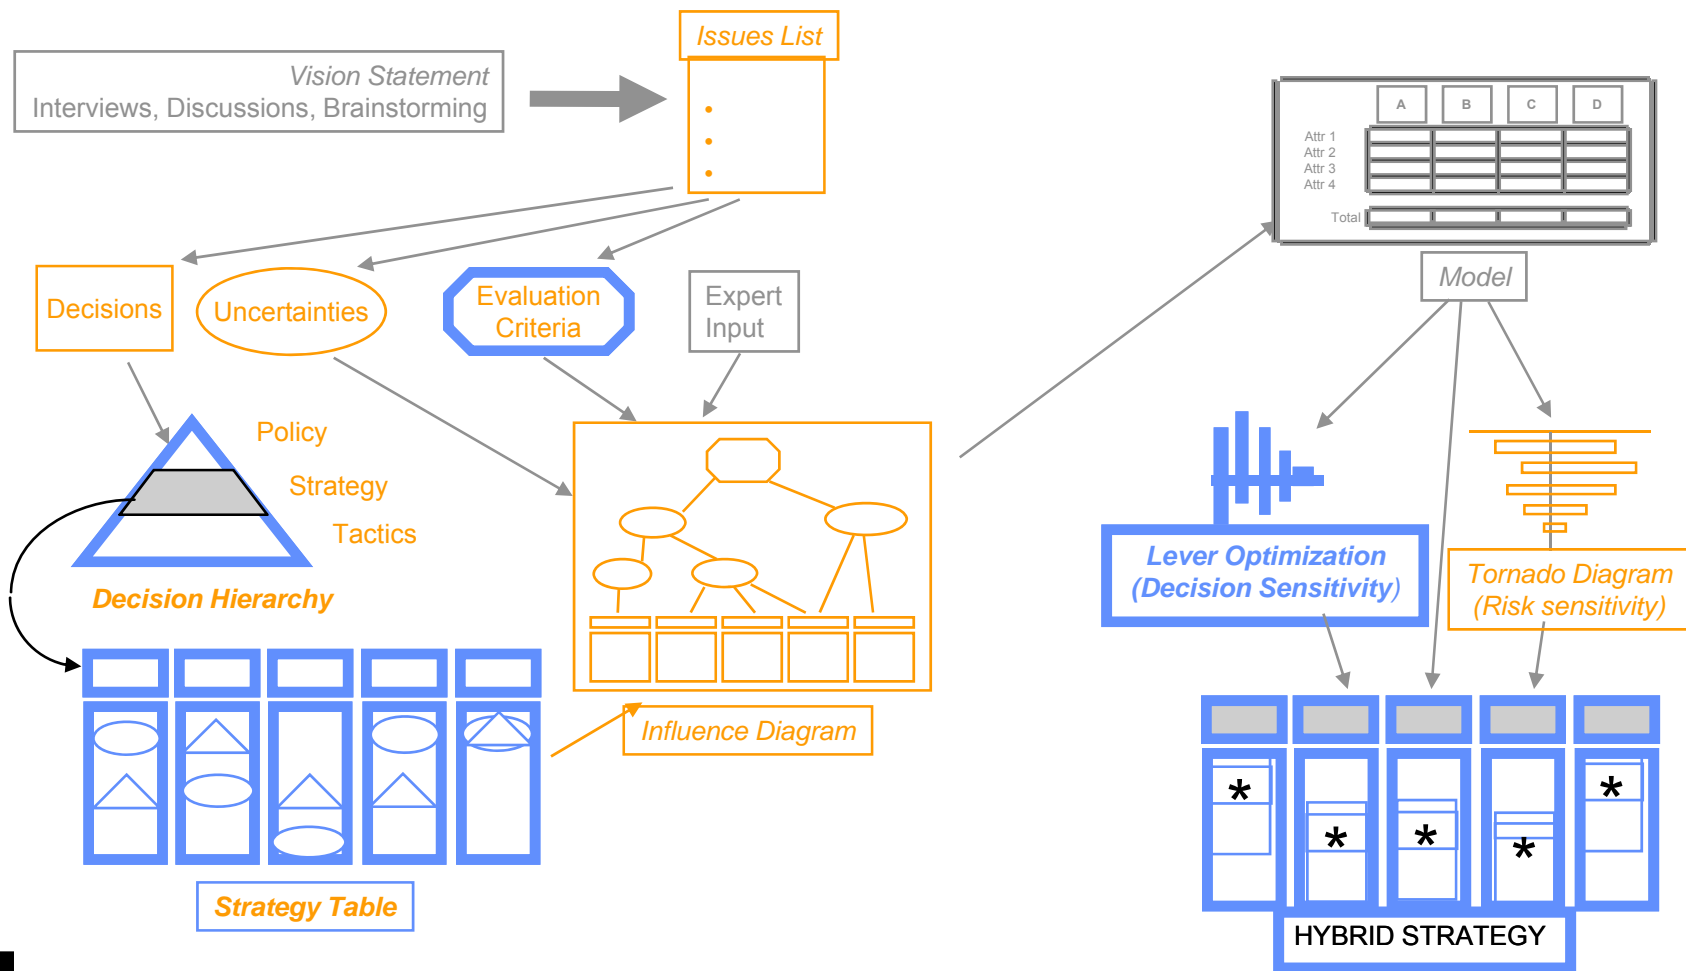 Issues List
Vision Statement
Interviews, Discussions, Brainstorming
•
•
•
A B C D
Attr 1
Attr 2
Attr 3
Attr 4
Total
Model
Decisions
Uncertainties
Evaluation
Criteria
Expert
Input
Policy
Strategy
Tactics
Decision Hierarchy
Influence Diagram
Strategy Table
Lever Optimization
(Decision Sensitivity)
Tornado Diagram
(Risk sensitivity)
* * * * *
HYBRID STRATEGY